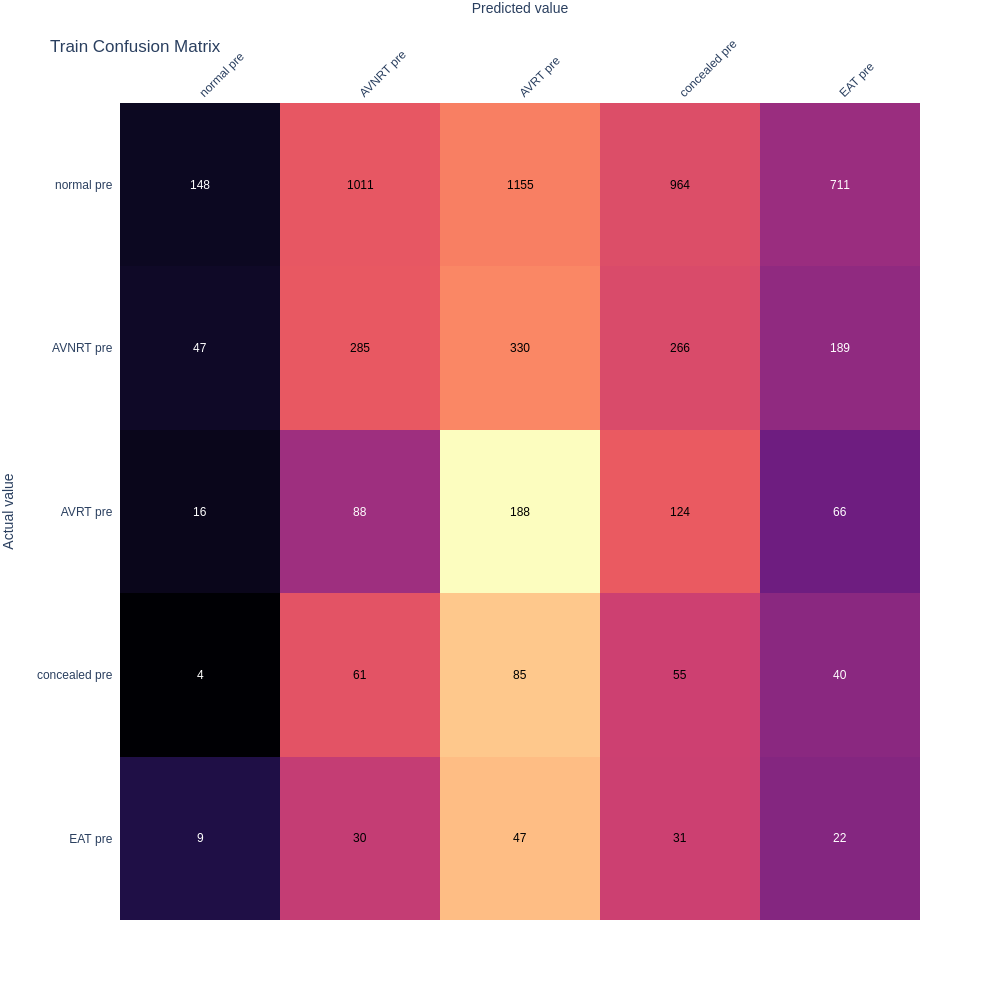 Predicted value
Train Confusion Matrix
normal pre AVNRT pre AVRT pre concealed pre EAT pre
normal pre 148 1011 1155 964 711
AVNRT pre 47 285 330 266 189
AVRT pre 16 88 188 124 66
concealed pre 4 61 85 55 40
EAT pre 9 30 47 31 22
Actual value